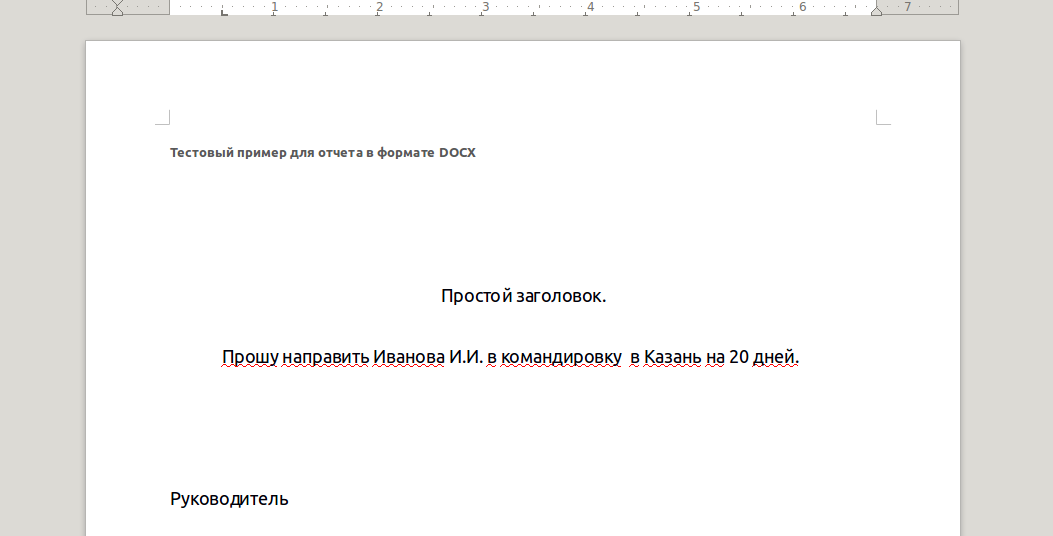 1 2 3 4 5 6 7
Тестовый пример для отчета в формате DOCX
Простой заголовок.
Прошу направить Иванова И.И. в командировку  в Казань на 20 дней.
Руководитель